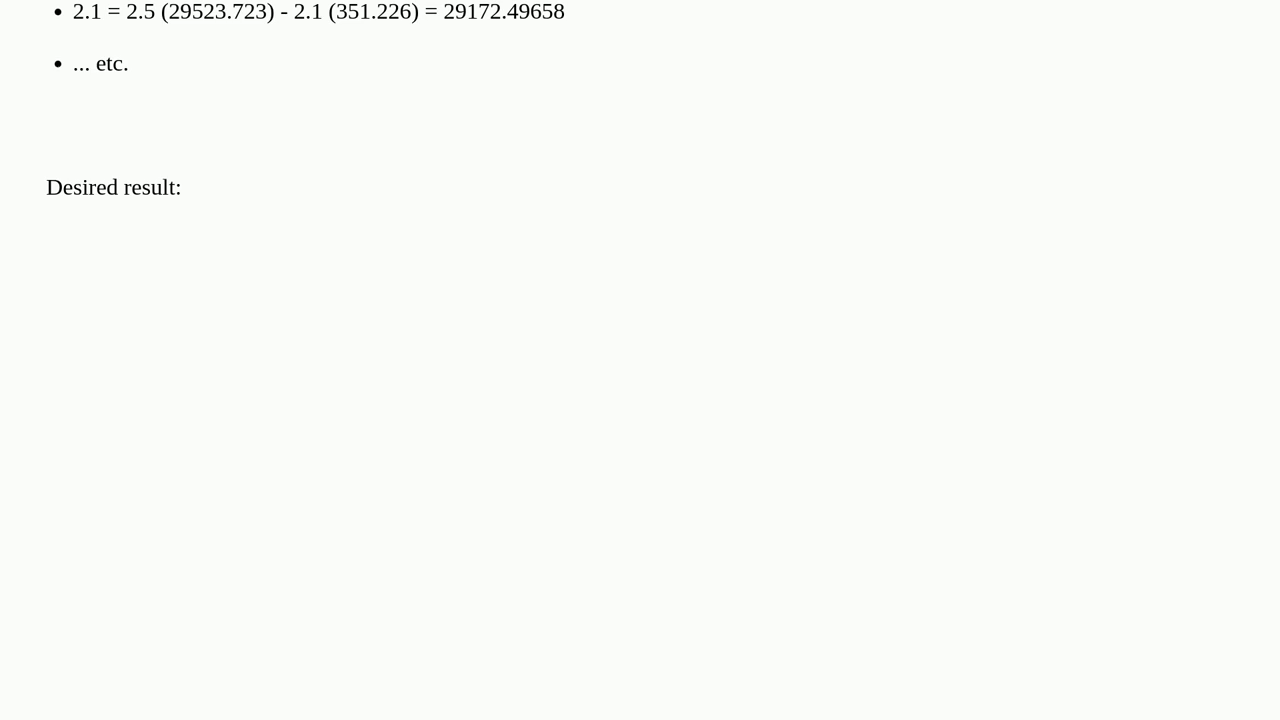 • 2.1 = 2.5 (29523.723) - 2.1 (351.226) = 29172.49658
• ... etc.
Desired result: